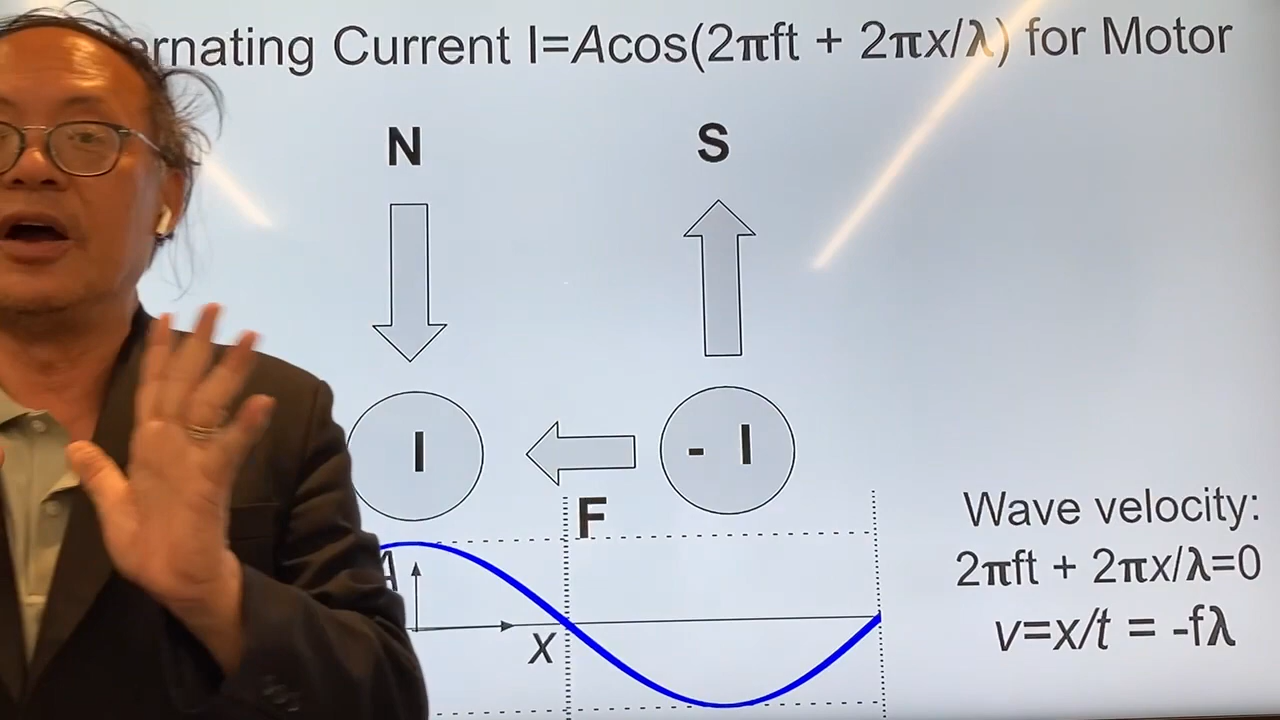 ernating Current I=Acos(2πft + 2πx/λ) for Motor
N S
I - I
F
A
X
Wave velocity:
2πft + 2πx/λ=0
v=x/t = -fλ